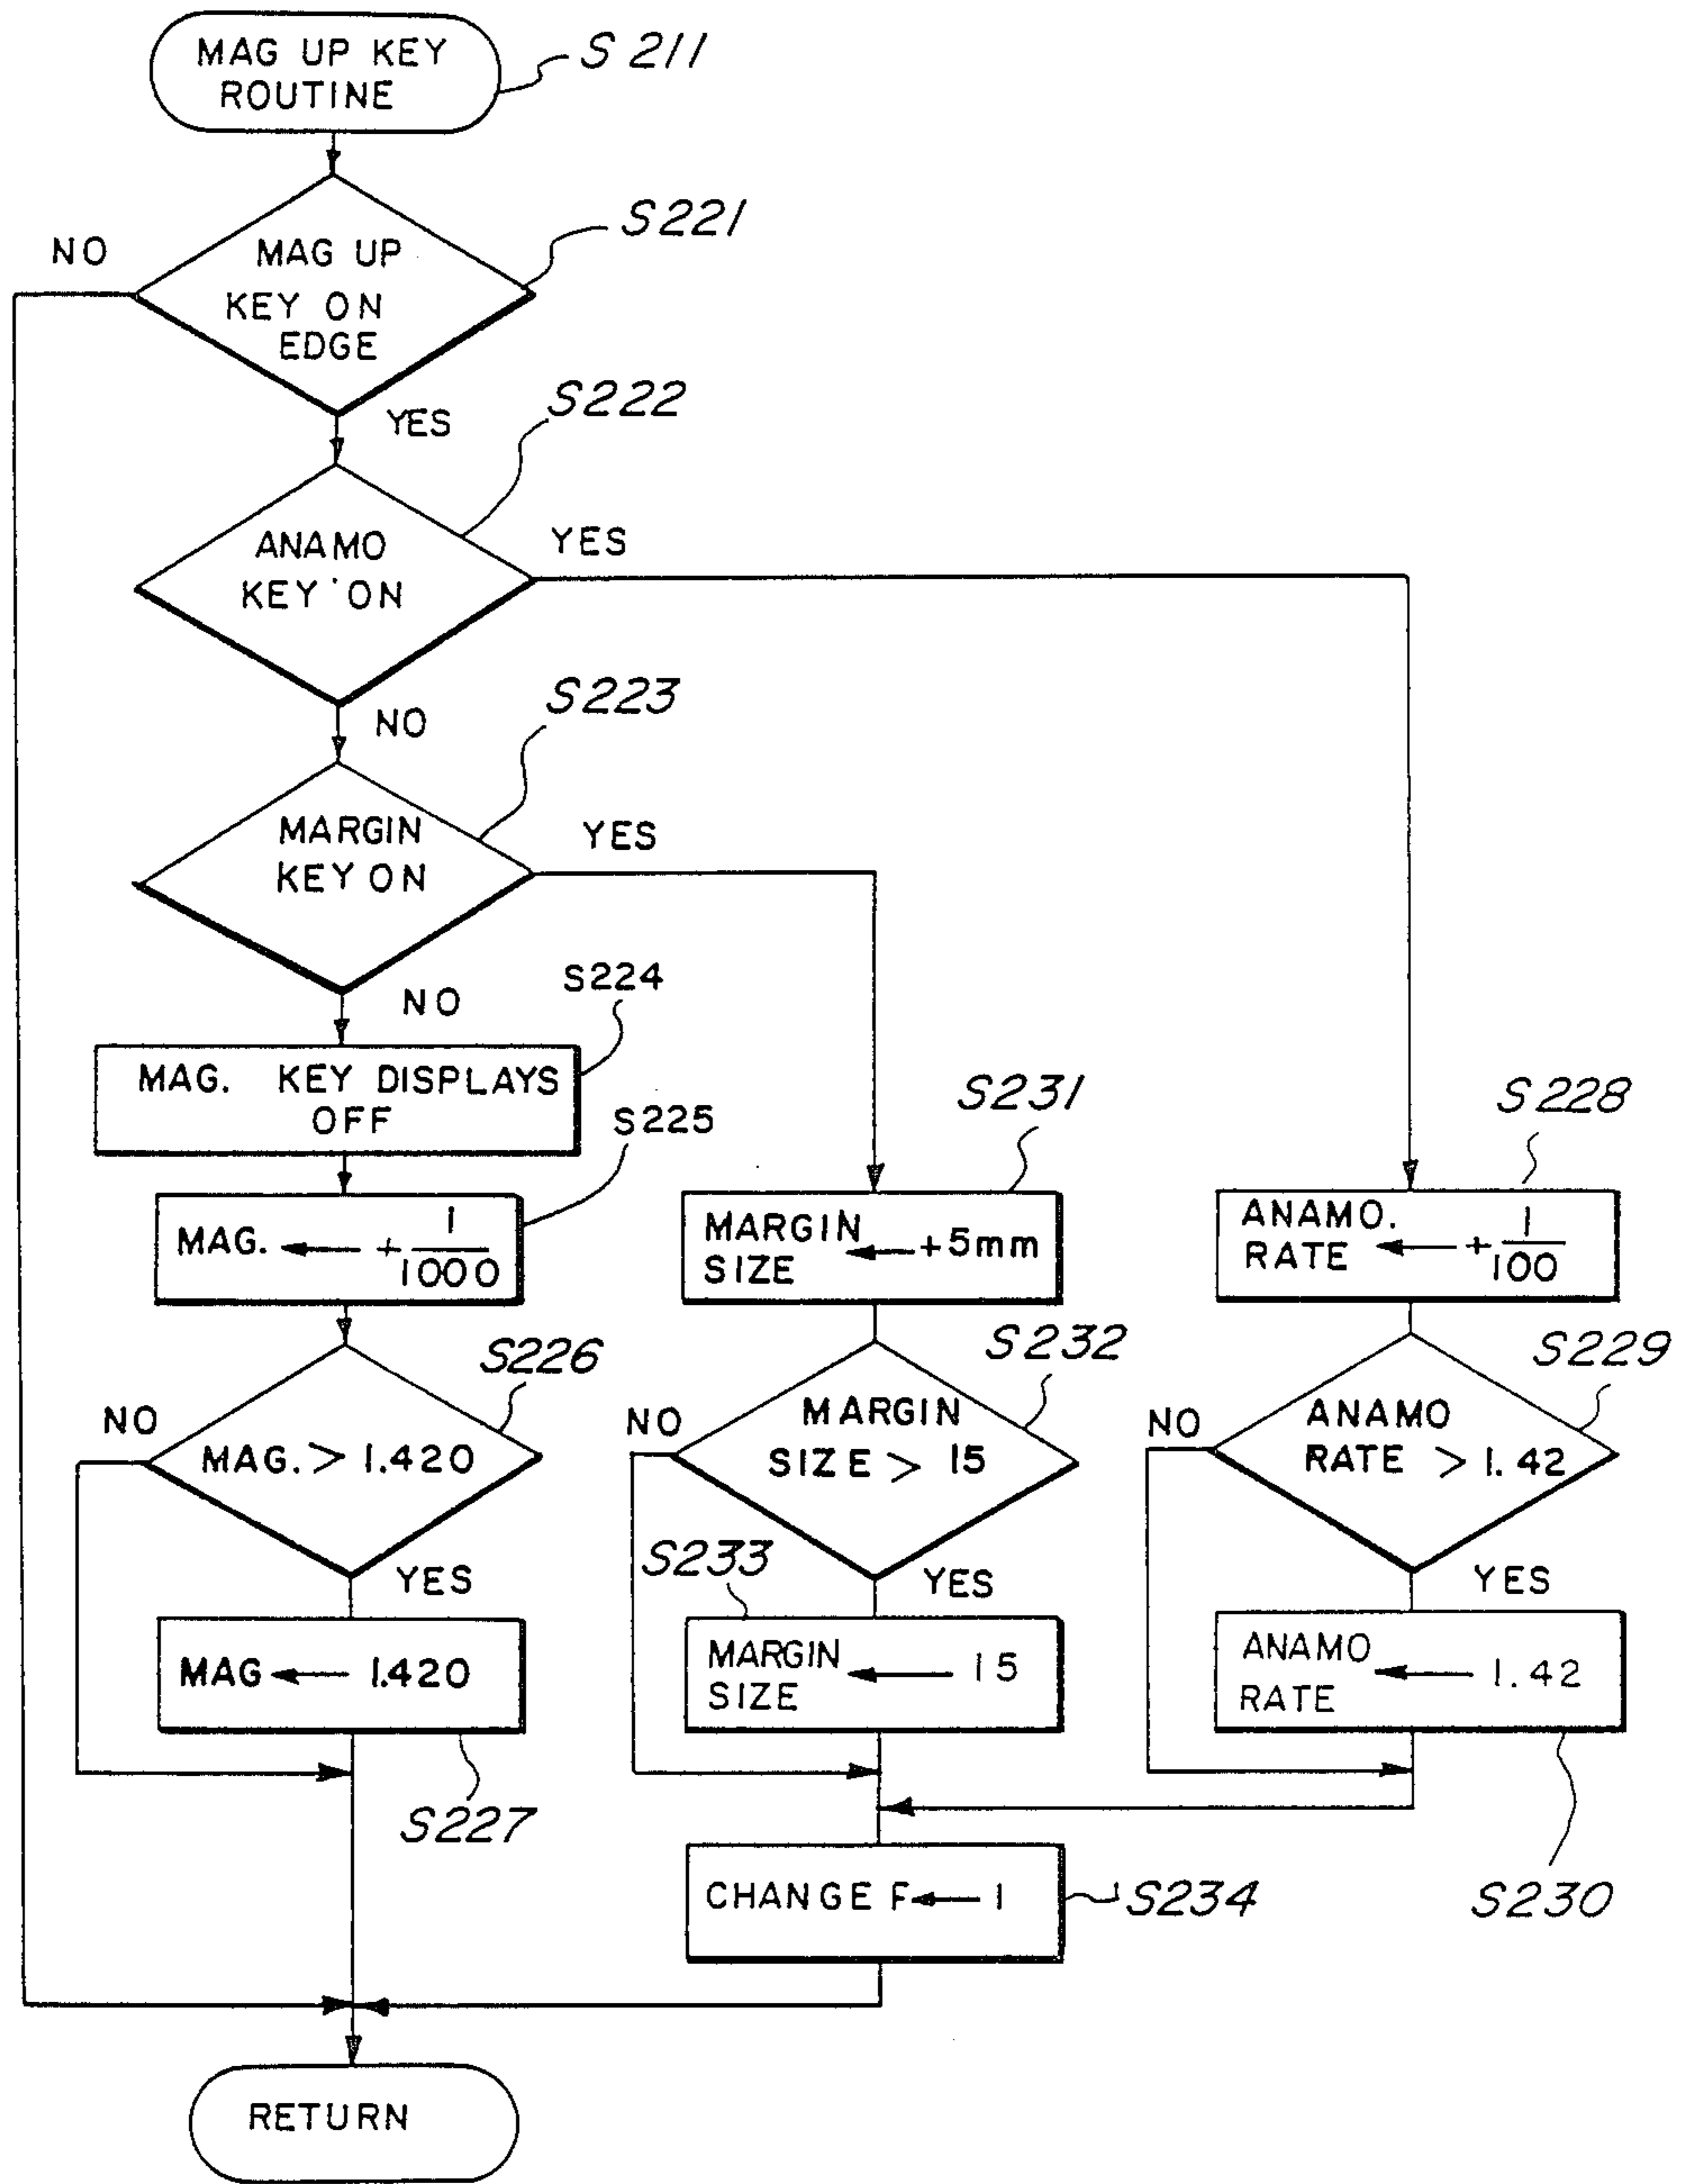 MAG UP KEY
ROUTINE
S 211
MAG UP
KEY ON
EDGE
S221
NO
YES
ANAMO
KEY ON
S222
YES
NO
MARGIN
KEY ON
S223
YES
NO
MAG. KEY DISPLAYS
OFF
S224
MAG. ← + 1/1000
S225
MAG. > 1.420
S226
NO
YES
MAG ← 1.420
S227
MARGIN
SIZE ← +5mm
S231
MARGIN
SIZE > 15
S232
NO
YES
MARGIN
SIZE ← 15
S233
ANAMO.
RATE ← + 1/100
S228
ANAMO
RATE > 1.42
S229
NO
YES
ANAMO
RATE ← 1.42
S230
CHANGE F ← 1
S234
RETURN